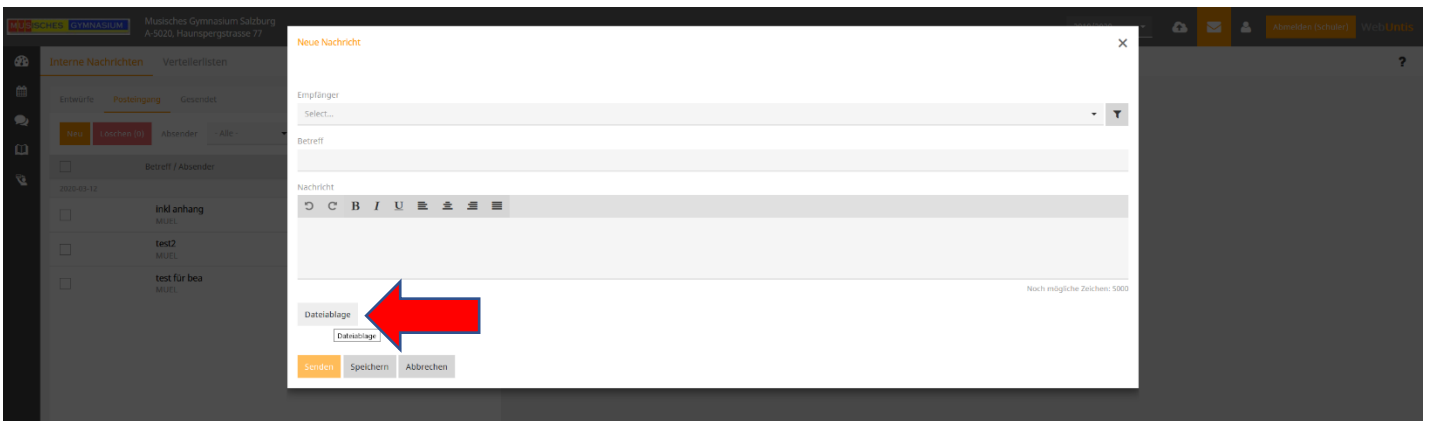 MUSISCHES GYMNASIUM
Musisches Gymnasium Salzburg
A-5020, Haunspergstrasse 77
Abmelden (Schüler)
WebUntis
Interne Nachrichten
Verteilerlisten
?
Entwürfe
Posteingang
Gesendet
Neu
Löschen (0)
Absender
- Alle -
Betreff / Absender
2020-03-12
inkl anhang
MUEL
test2
MUEL
test für bea
MUEL
Neue Nachricht
Empfänger
Select...
Betreff
Nachricht
B I U
Noch mögliche Zeichen: 5000
Dateiablage
Dateiablage
Senden
Speichern
Abbrechen